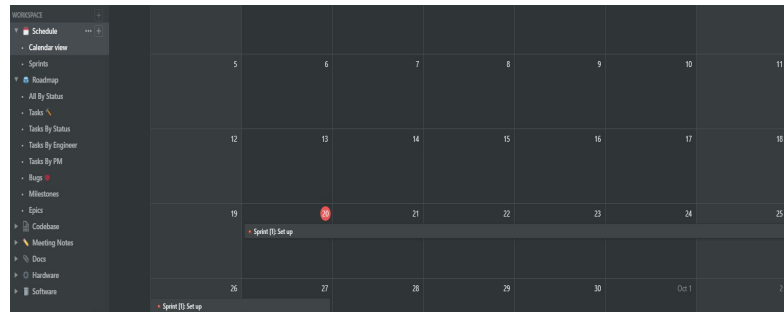 WORKSPACE +
Schedule ... +
Calendar view
Sprints
Roadmap
All By Status
Tasks
Tasks By Status
Tasks By Engineer
Tasks By PM
Bugs
Milestones
Epics
Codebase
Meeting Notes
Docs
Hardware
Software
5 6 7 8 9 10 11
12 13 14 15 16 17 18
19 20 21 22 23 24 25
Sprint [1]: Set up
26 27 28 29 30 Oct 1 2
Sprint [1]: Set up